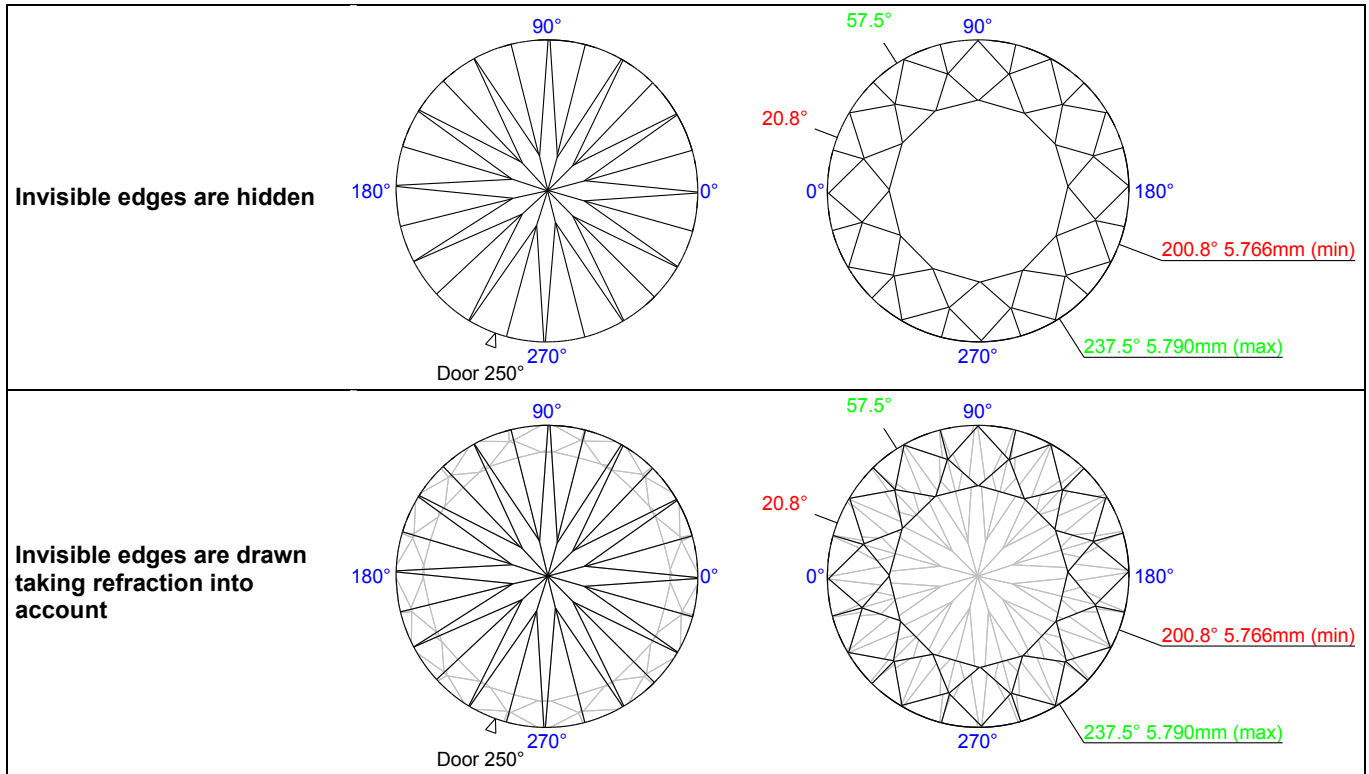 Invisible edges are hidden
90°
180°
0°
270°
Door 250°
57.5°
90°
20.8°
0°
180°
200.8° 5.766mm (min)
237.5° 5.790mm (max)
270°
Invisible edges are drawn
taking refraction into
account
90°
180°
0°
270°
Door 250°
57.5°
90°
20.8°
0°
180°
200.8° 5.766mm (min)
237.5° 5.790mm (max)
270°